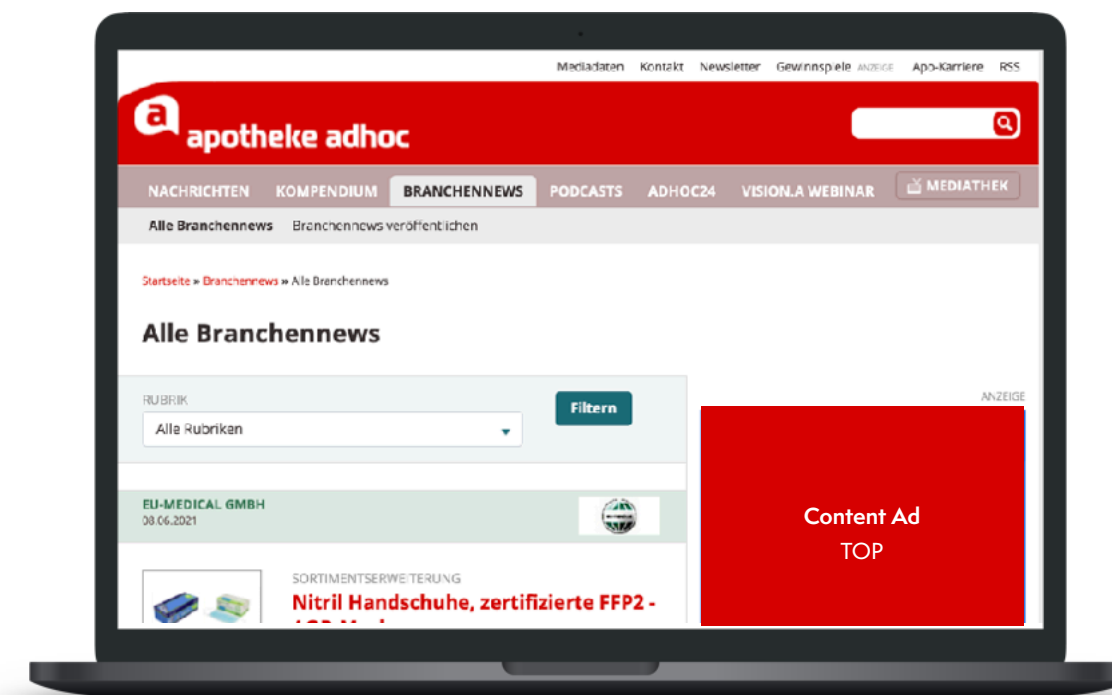 Mediadaten Kontakt Newsletter Gewinnspiele ANZEIGE Apo-Karriere RSS
a apotheke adhoc
NACHRICHTEN KOMPENDIUM BRANCHENNEWS PODCASTS ADHOC24 VISION.A WEBINAR MEDIATHEK
Alle Branchennews Branchennews veröffentlichen
Startseite » Branchennews » Alle Branchennews
Alle Branchennews
ANZEIGE
RUBRIK
Alle Rubriken
Filtern
EU-MEDICAL GMBH
08.06.2021
SORTIMENTSERWEITERUNG
Nitril Handschuhe, zertifizierte FFP2 -
Content Ad
TOP